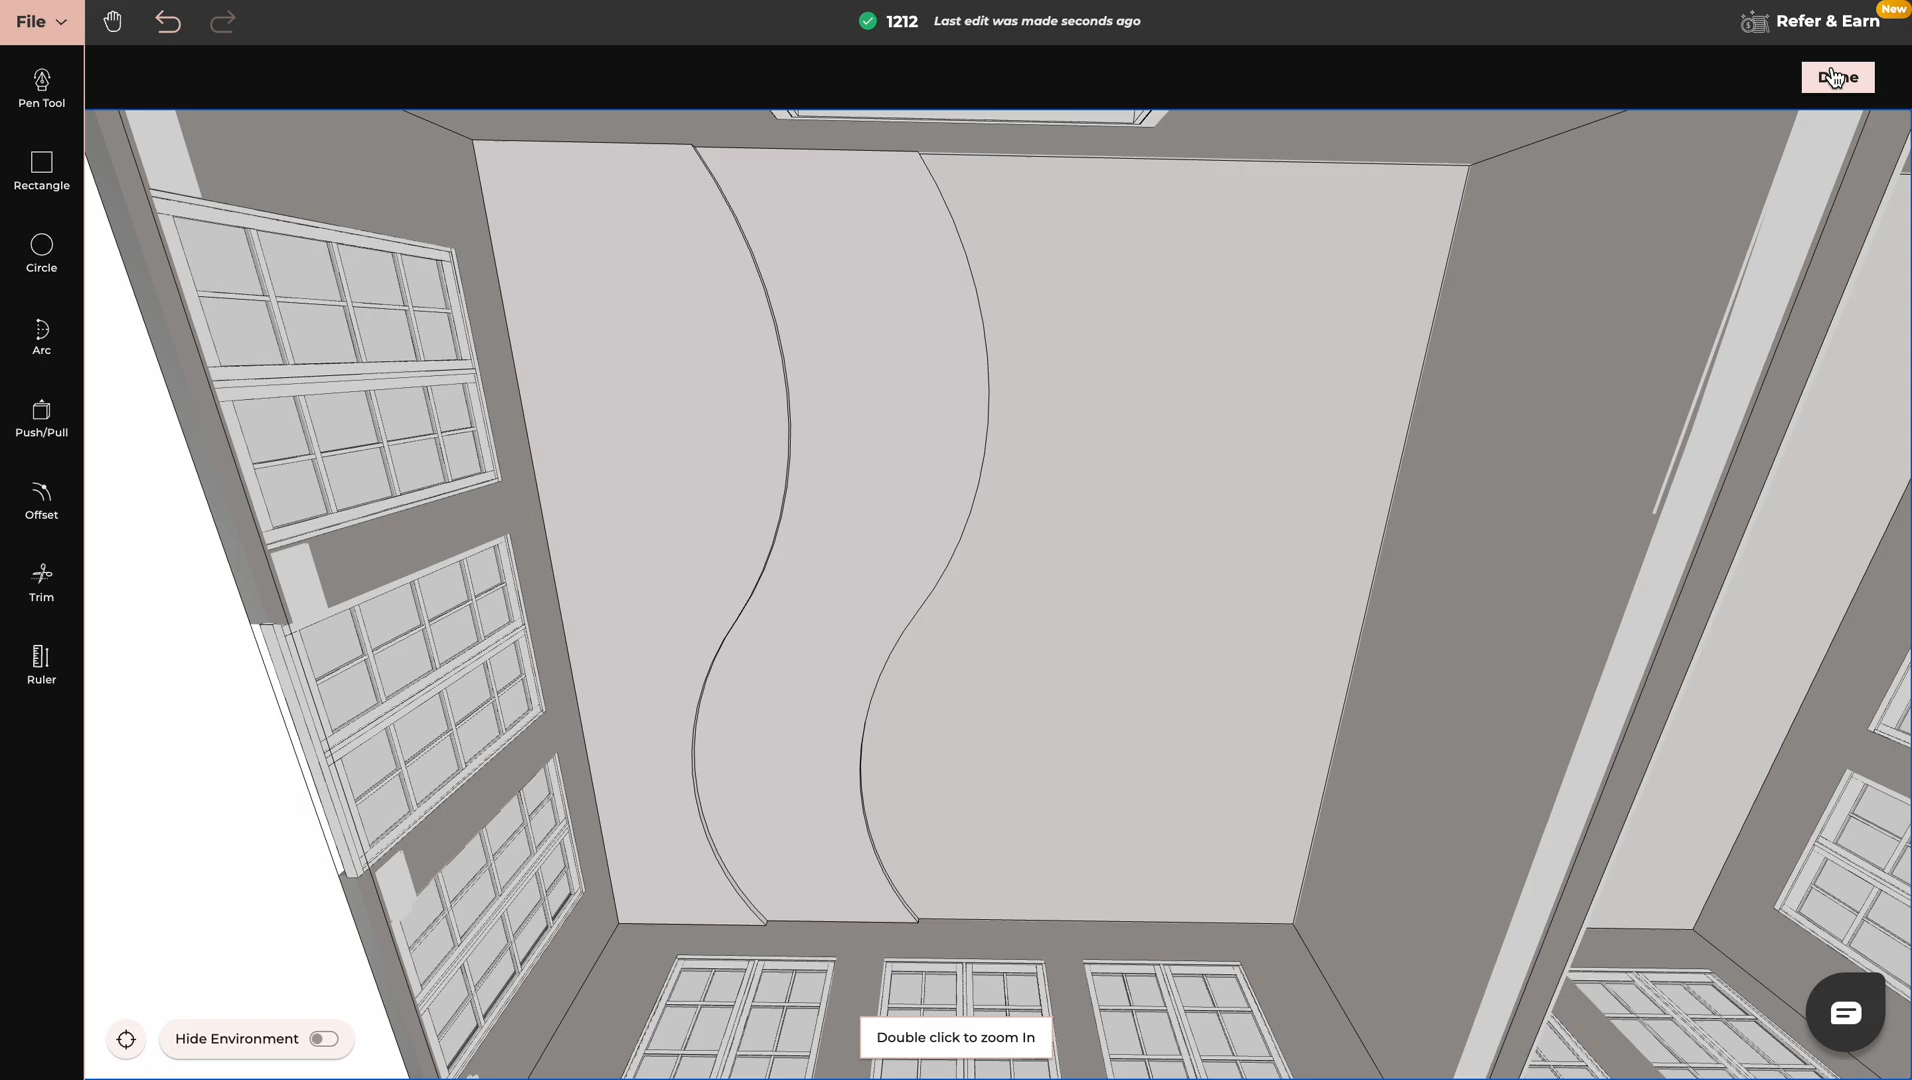 File
1212
Last edit was made seconds ago
Refer & Earn
New
Done
Pen Tool
Rectangle
Circle
Arc
Push/Pull
Offset
Trim
Ruler
Hide Environment
Double click to zoom In